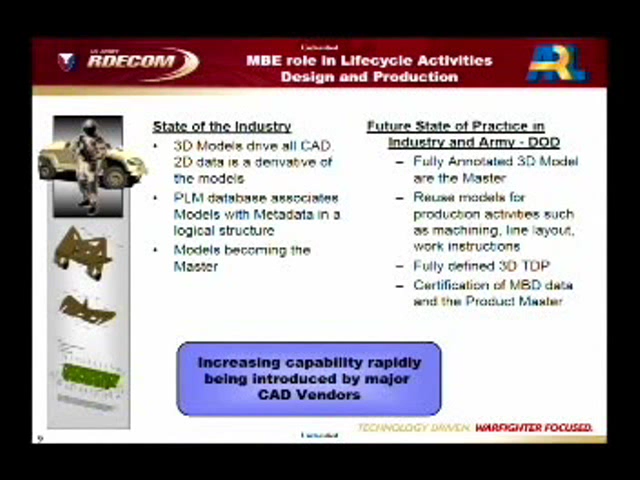 Unclassified
U.S. ARMY
RDECOM
MBE role in Lifecycle Activities
Design and Production
ARL
State of the Industry
• 3D Models drive all CAD.
2D data is a derivative of
the models
• PLM database associates
Models with Metadata in a
logical structure
• Models becoming the
Master
Future State of Practice in
Industry and Army - DOD
– Fully Annotated 3D Model
are the Master
– Reuse models for
production activities such
as machining, line layout,
work instructions
– Fully defined 3D TDP
– Certification of MBD data
and the Product Master
Increasing capability rapidly
being introduced by major
CAD Vendors
TECHNOLOGY DRIVEN. WARFIGHTER FOCUSED.
9
Unclassified